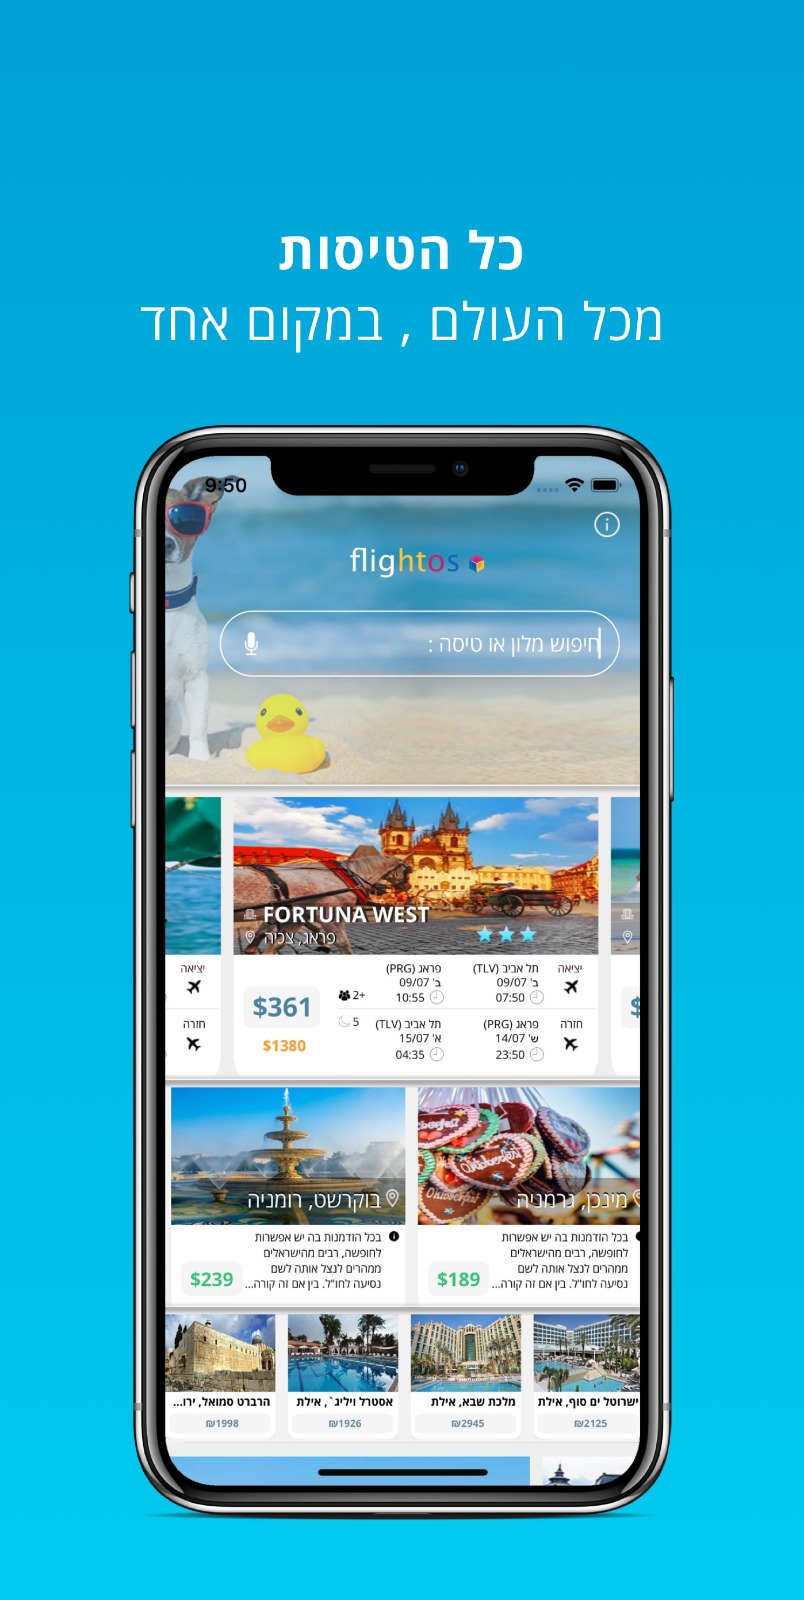 כל הטיסות
מכל העולם , במקום אחד
9:50
flightos
חיפוש מלון או טיסה :
FORTUNA WEST
פראג, צכיה
יציאה
תל אביב (TLV)
ב' 09/07
07:50
פראג (PRG)
ב' 09/07
10:55
2+
$361
חזרה
פראג (PRG)
ש' 14/07
23:50
תל אביב (TLV)
א' 15/07
04:35
5
$1380
יציאה
חזרה
$
מינכן, גרמניה
בכל הזדמנות בה יש אפשרות
לחופשה, רבים מהישראלים
ממהרים לנצל אותה לשם
נסיעה לחו"ל. בין אם זה קורה...
$189
בוקרשט, רומניה
בכל הזדמנות בה יש אפשרות
לחופשה, רבים מהישראלים
ממהרים לנצל אותה לשם
נסיעה לחו"ל. בין אם זה קורה...
$239
Oktoberfest
ישרוטל ים סוף, אילת
₪2125
מלכת שבא, אילת
₪2945
אסטרל ויליג`, אילת
₪1926
הרברט סמואל, ירו...
₪1998